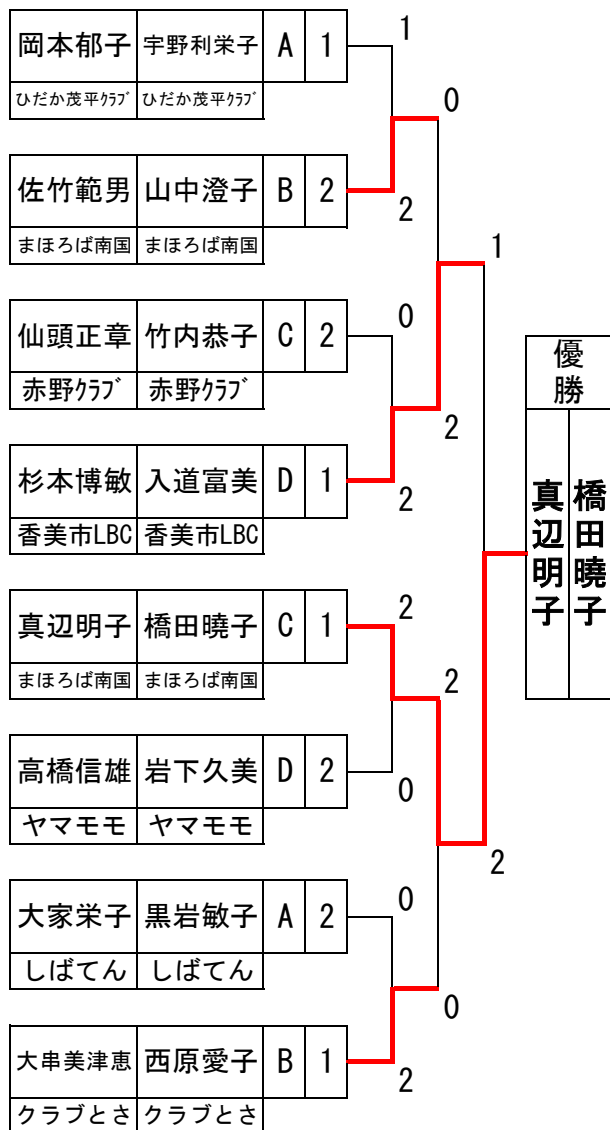 岡本郁子 宇野利栄子 A 1
ひだか茂平ｸﾗﾌﾞ ひだか茂平ｸﾗﾌﾞ
1
0
佐竹範男 山中澄子 B 2
まほろば南国 まほろば南国
2
1
仙頭正章 竹内恭子 C 2
赤野ｸﾗﾌﾞ 赤野ｸﾗﾌﾞ
0
2
杉本博敏 入道富美 D 1
香美市LBC 香美市LBC
2
優勝
真辺明子 橋田曉子
真辺明子 橋田曉子 C 1
まほろば南国 まほろば南国
2
2
高橋信雄 岩下久美 D 2
ヤマモモ ヤマモモ
0
2
大家栄子 黒岩敏子 A 2
しばてん しばてん
0
0
大串美津恵 西原愛子 B 1
クラブとさ クラブとさ
2